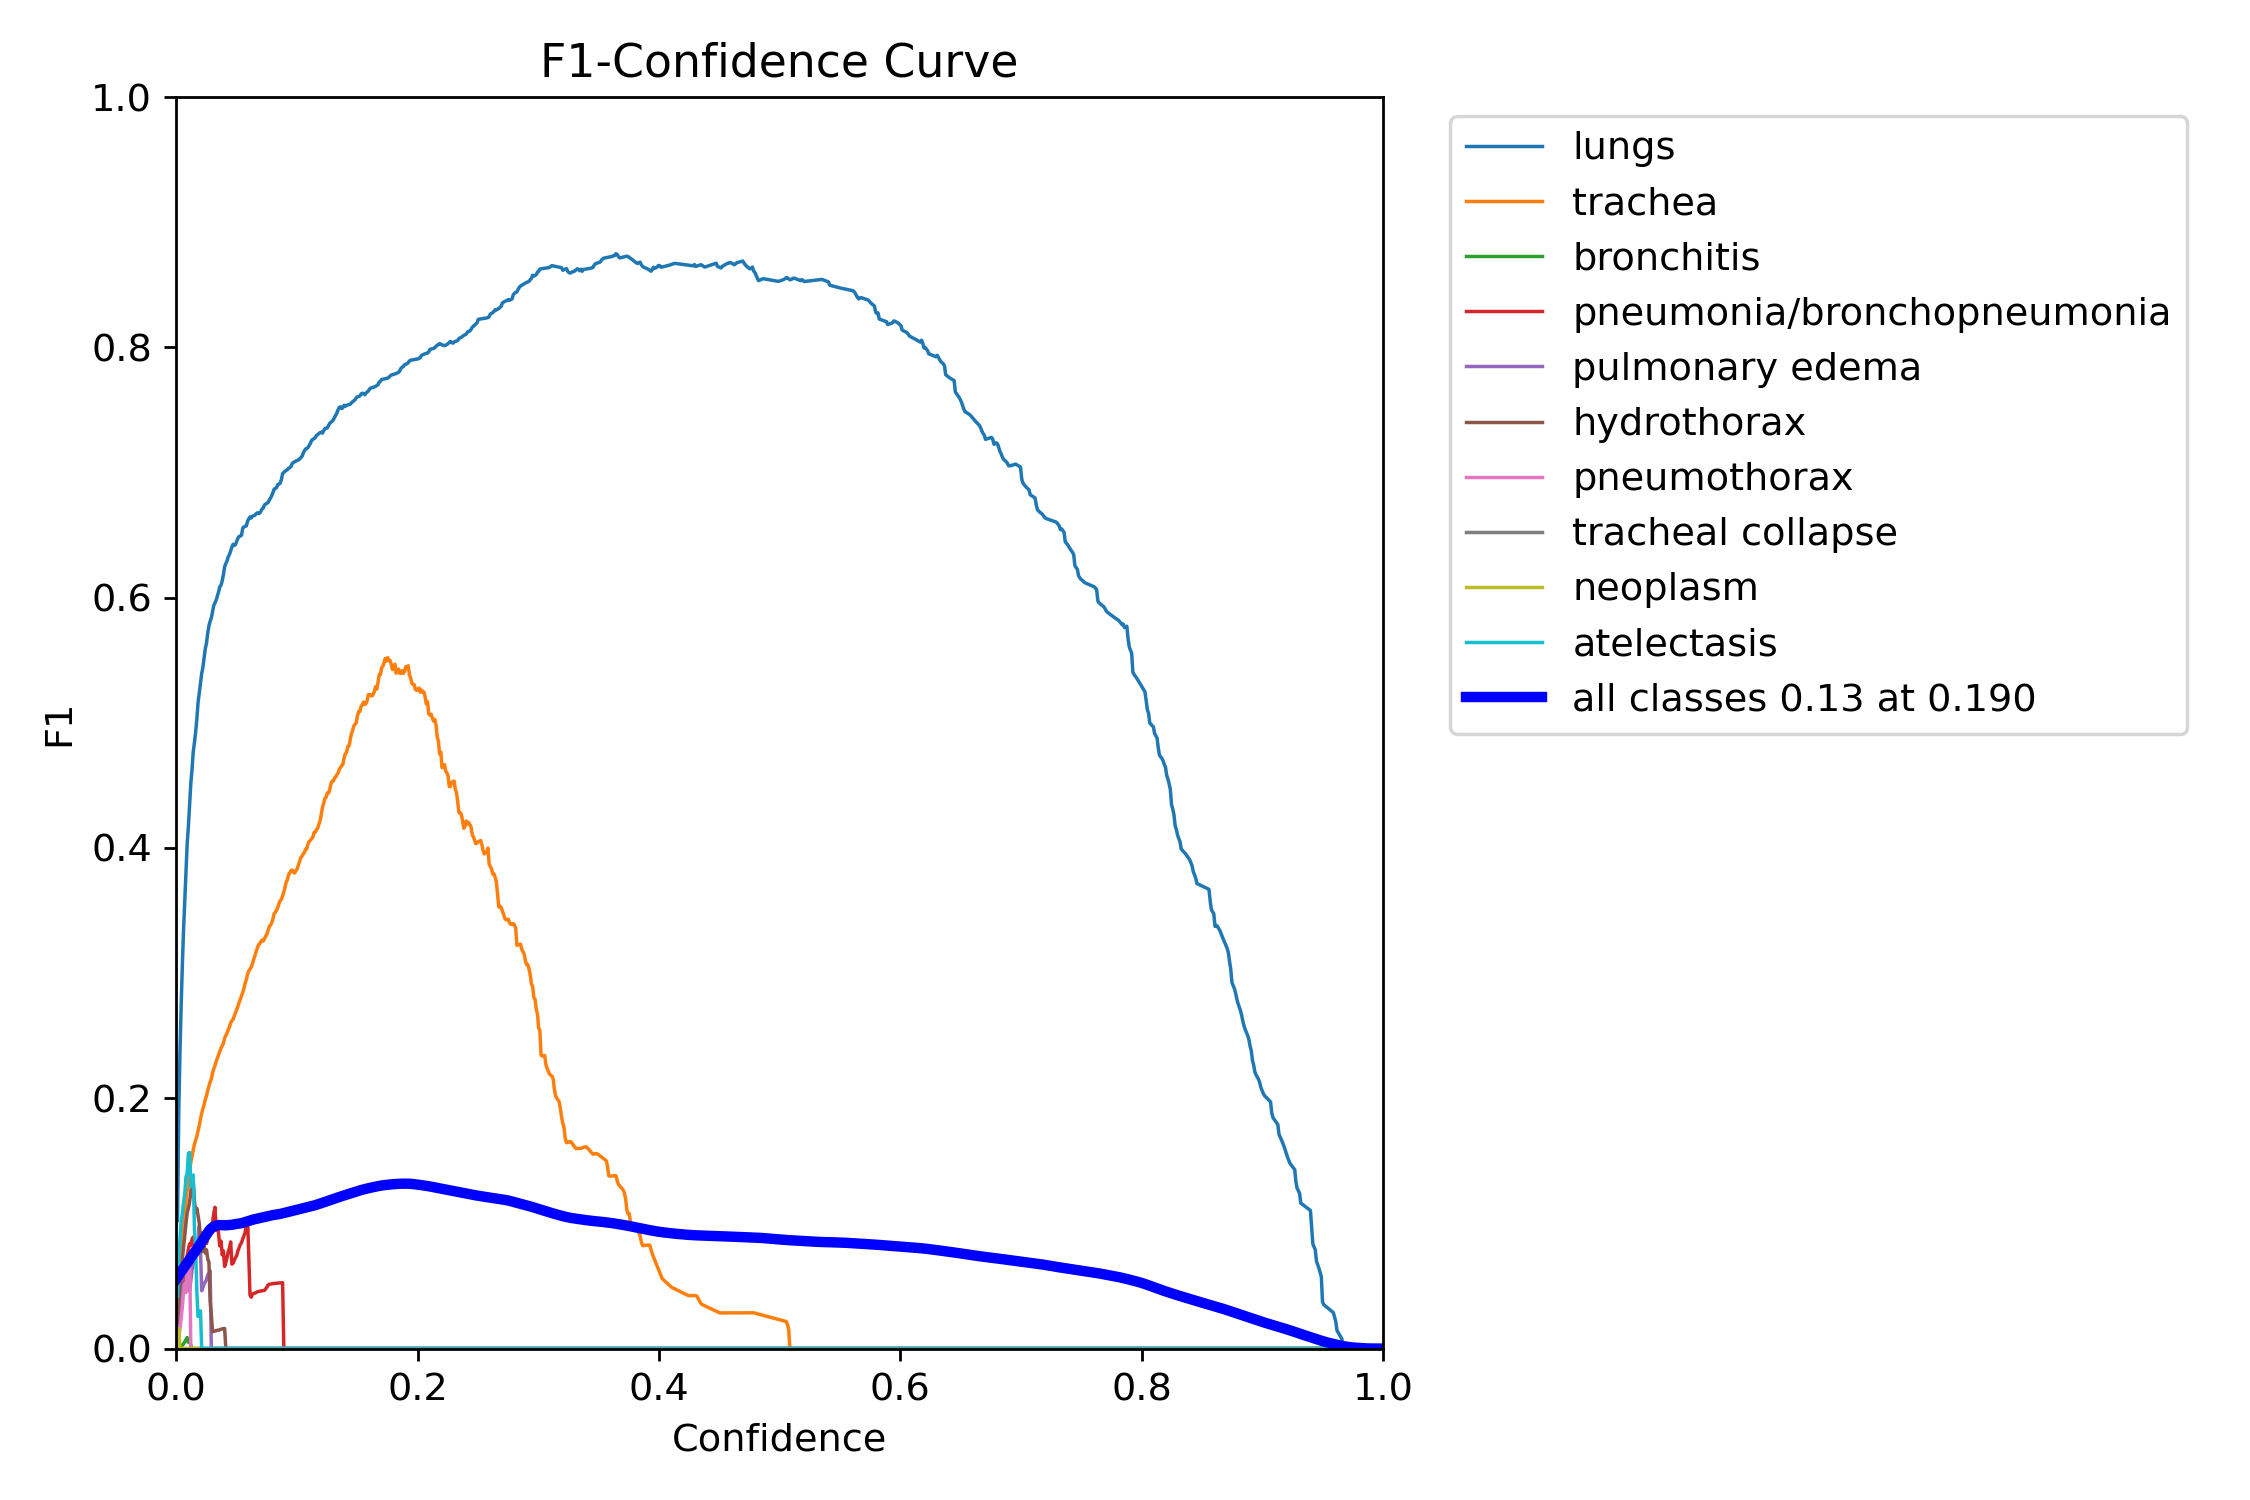 F1-Confidence Curve
1.0
0.8
0.6
0.4
0.2
0.0
F1
0.0 0.2 0.4 0.6 0.8 1.0
Confidence
lungs
trachea
bronchitis
pneumonia/bronchopneumonia
pulmonary edema
hydrothorax
pneumothorax
tracheal collapse
neoplasm
atelectasis
all classes 0.13 at 0.190